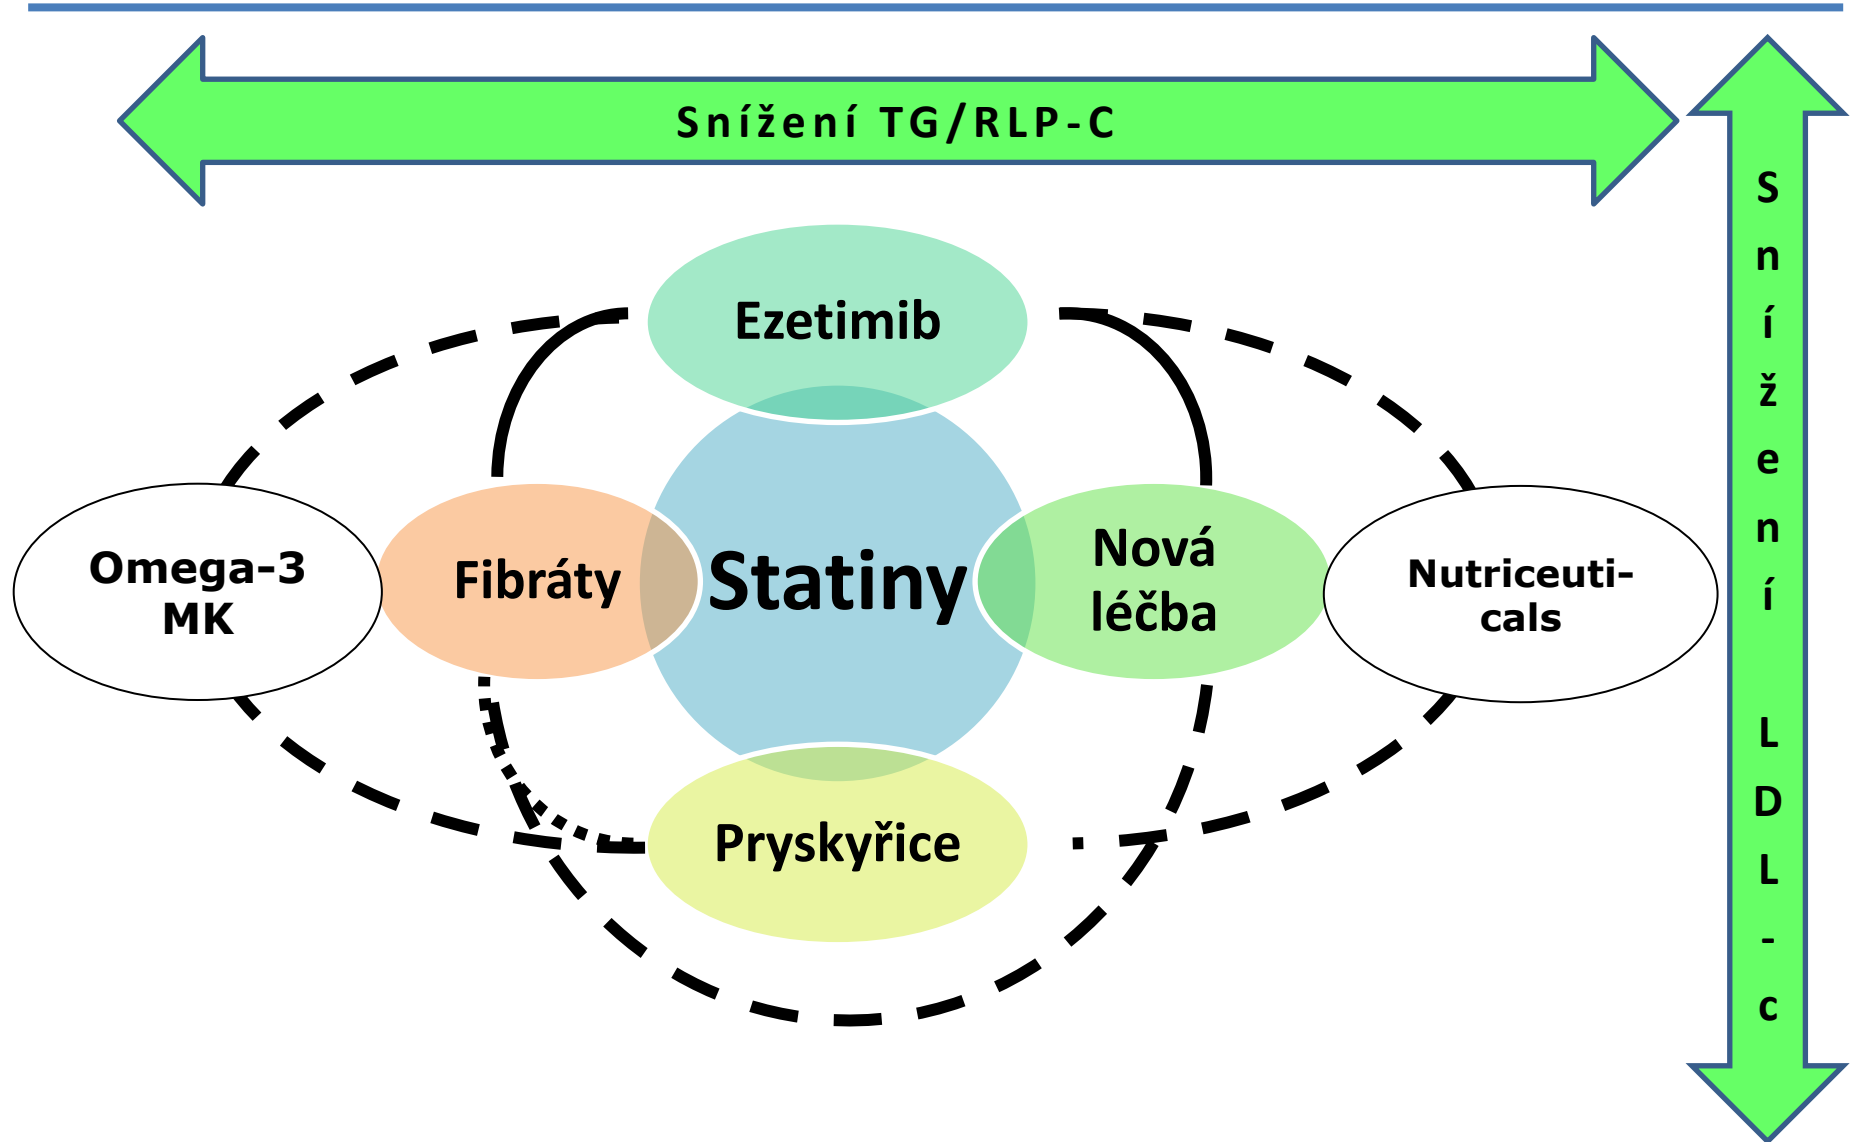 Snížení TG/RLP-C
Snížení LDL-c
Ezetimib
Omega-3
MK
Fibráty
Statiny
Nová
léčba
Nutriceuti-
cals
Pryskyřice